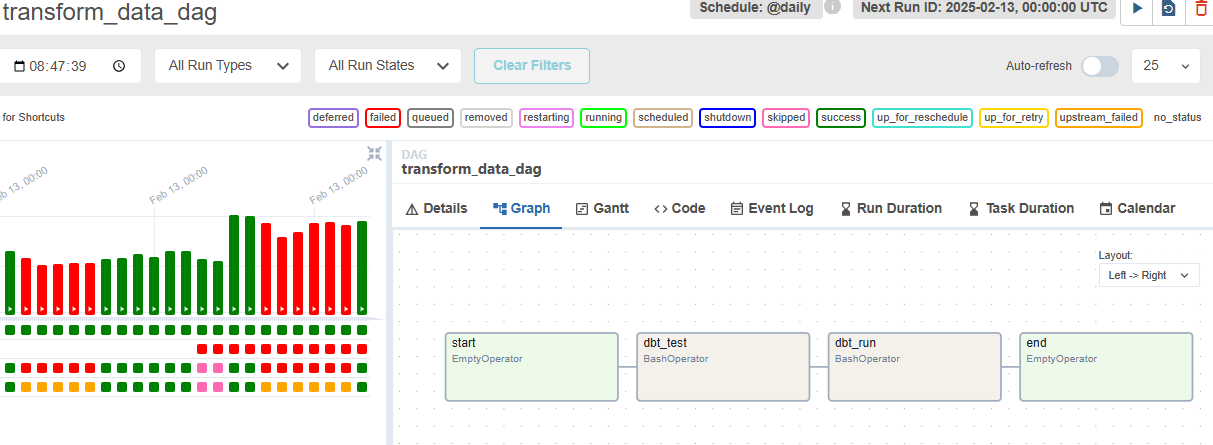 transform_data_dag
Schedule: @daily
Next Run ID: 2025-02-13, 00:00:00 UTC
08:47:39
All Run Types
All Run States
Clear Filters
Auto-refresh
25
for Shortcuts
deferred
failed
queued
removed
restarting
running
scheduled
shutdown
skipped
success
up_for_reschedule
up_for_retry
upstream_failed
no_status
DAG
transform_data_dag
13, 00:00
Feb 13, 00:00
Feb 13, 00:00
Details
Graph
Gantt
Code
Event Log
Run Duration
Task Duration
Calendar
Layout:
Left -> Right
start
EmptyOperator
dbt_test
BashOperator
dbt_run
BashOperator
end
EmptyOperator